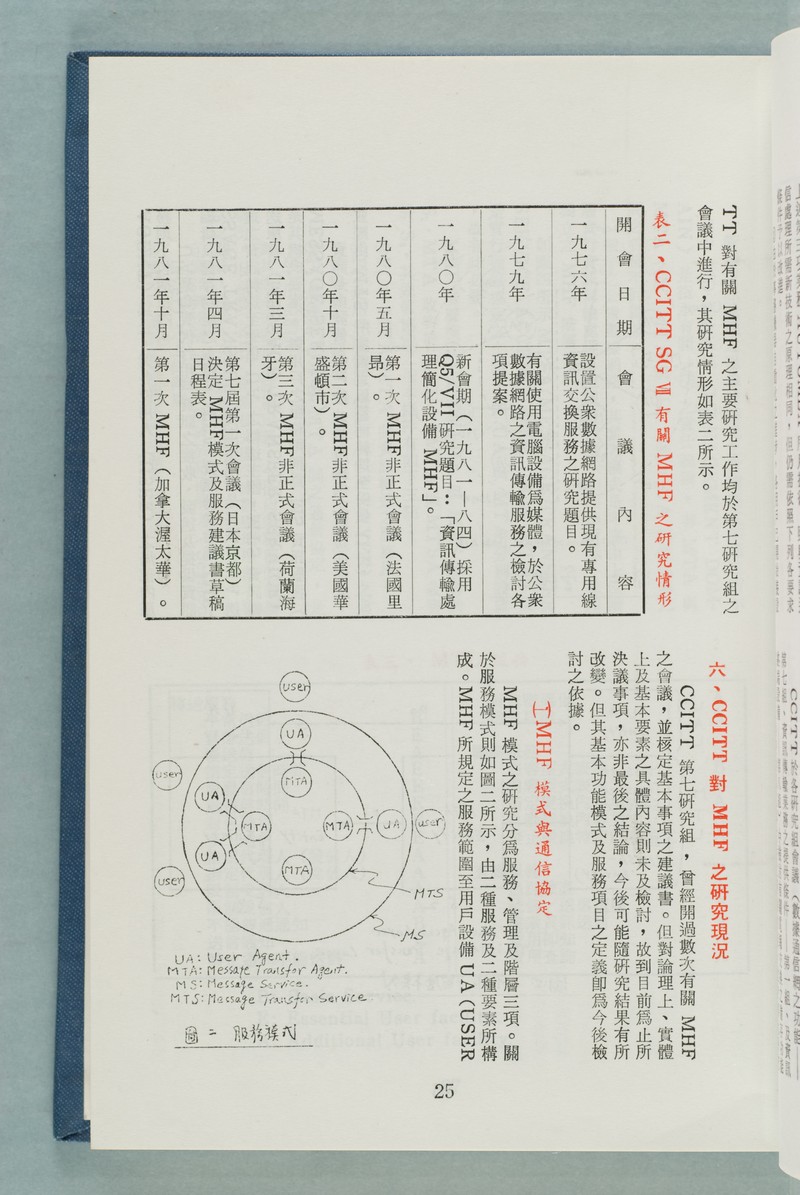 TT 對有關 MHF 之主要硏究工作均於第七硏究組之
會議中進行，其硏究情形如表二所示。
表二、CCITT SG Ⅶ 有關 MHF 之研究情形
開會日期 會議內容
一九七六年 設置公衆數據網路提供現有專用線
資訊交換服務之硏究題目。
一九七九年 有關使用電腦設備爲媒體，於公衆
數據網路之資訊傳輸服務之檢討各
項提案。
一九八〇年 新會期（一九八一—八四）採用
Q5/VII 硏究題目：「資訊傳輸處
理簡化設備 MHF」。
一九八〇年五月 第一次 MHF 非正式會議（法國里
昂）。
一九八〇年十月 第二次 MHF 非正式會議（美國華
盛頓市）。
一九八一年三月 第三次 MHF 非正式會議（荷蘭海
牙）。
一九八一年四月 第七屆第一次會議（日本京都）
決定 MHF 模式及服務建議書草稿
日程表。
一九八一年十月 第一次 MHF（加拿大渥太華）。
六、CCITT 對 MHF 之硏究現況
CCITT 第七硏究組，曾經開過數次有關 MHF
之會議，並核定基本事項之建議書。但對論理上、實體
上及基本要素之具體內容則未及檢討，故到目前爲止所
決議事項，亦非最後之結論，今後可能隨硏究結果有所
改變。但其基本功能模式及服務項目之定義卽爲今後檢
討之依據。
㈠MHF 模式與通信協定
MHF 模式之硏究分爲服務、管理及階層三項。關
於服務模式則如圖二所示，由二種服務及二種要素所構
成。MHF 所規定之服務範圍至用戶設備 UA（USER
user
UA
MTA
user
UA
MTA
MTA
UA
user
UA
MTA
user
MTS
MS
UA: User Agent.
MTA: Message Transfer Agent.
MS: Message Service.
MTS: Message Transfer Service
圖二 服務模式
25